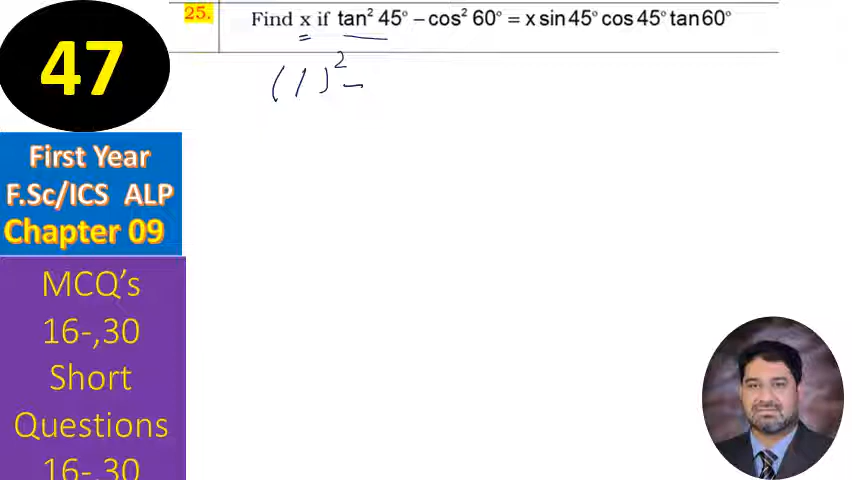 25. Find x if tan² 45° − cos² 60° = x sin 45° cos 45° tan 60°
(1)² −
47
First Year
F.Sc/ICS ALP
Chapter 09
MCQ's
16-,30
Short
Questions
16-30